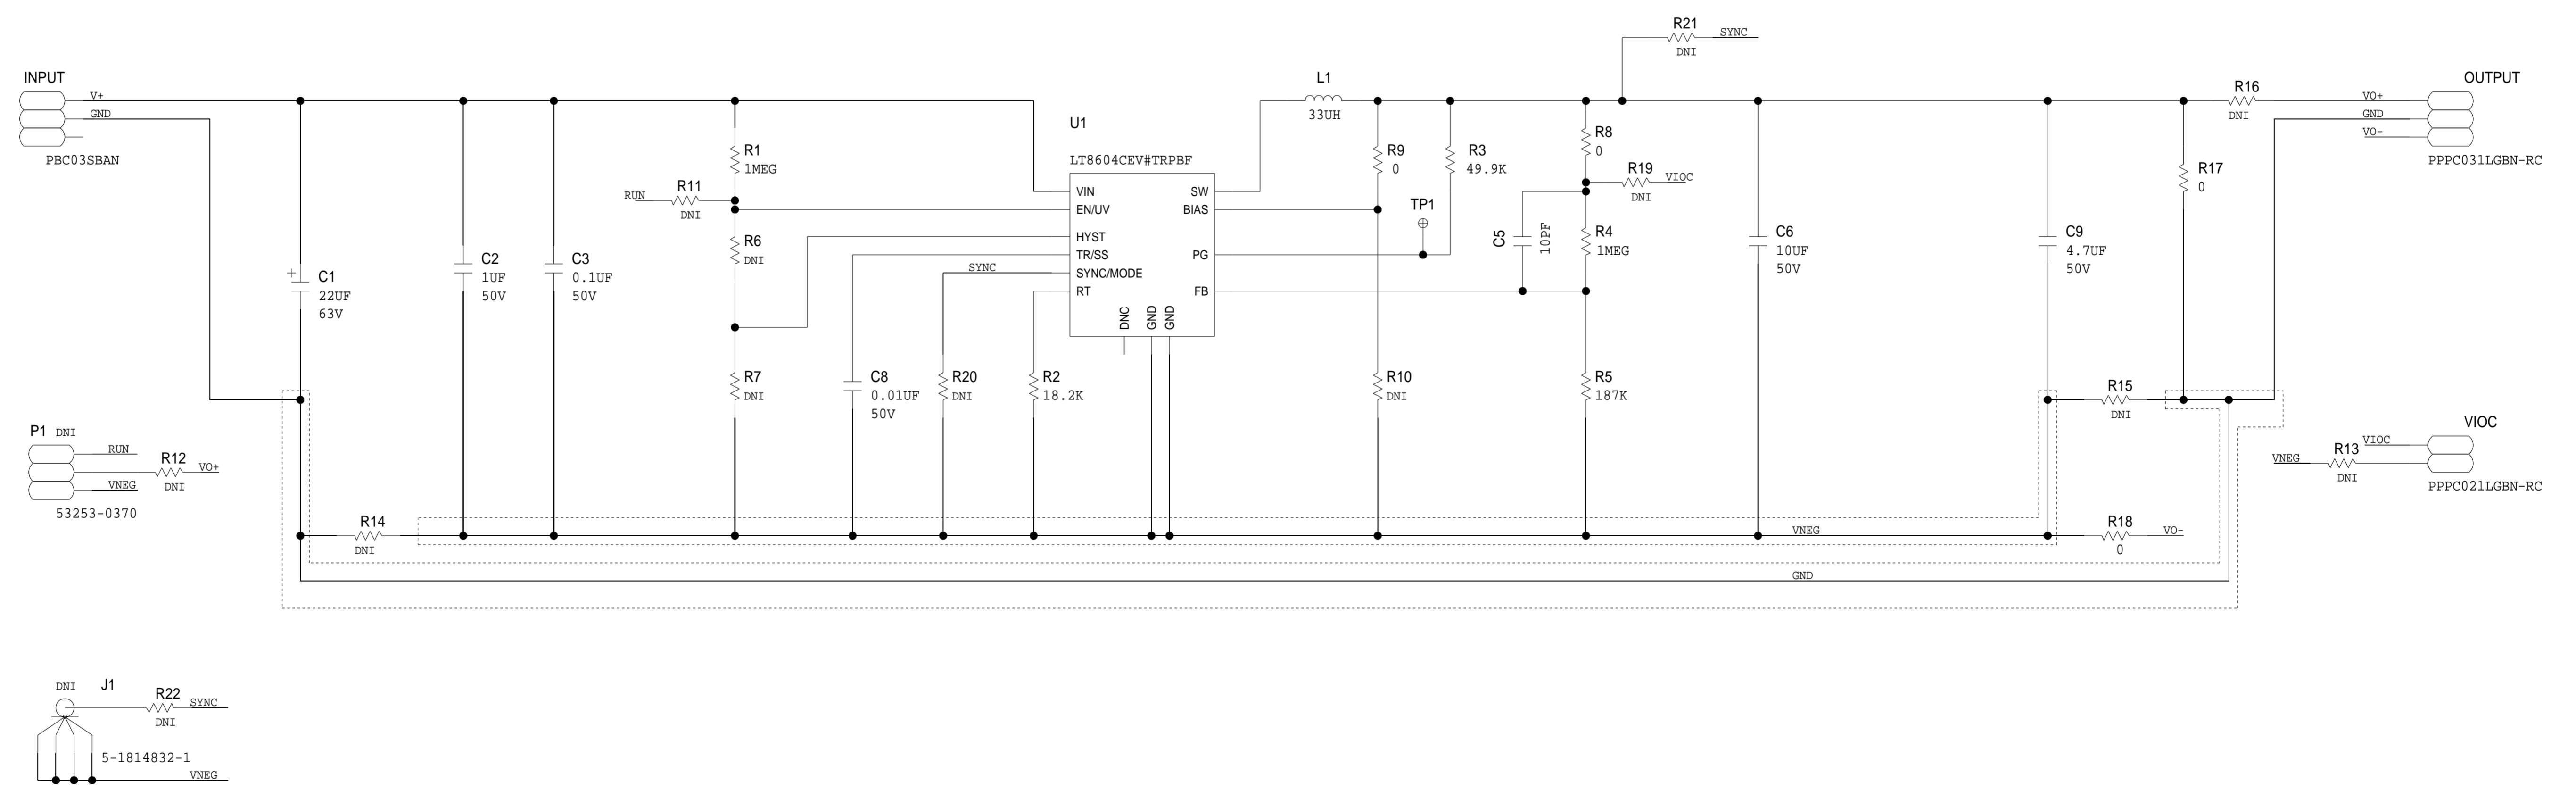 INPUT
V+
GND
PBC03SBAN
P1 DNI
RUN
VNEG
R12
DNI
VO+
53253-0370
DNI
J1
R22
DNI
SYNC
5-1814832-1
VNEG
+
C1
22UF
63V
R14
DNI
C2
1UF
50V
C3
0.1UF
50V
R1
1MEG
RUN
R11
DNI
R6
DNI
R7
DNI
C8
0.01UF
50V
SYNC
R20
DNI
R2
18.2K
U1
LT8604CEV#TRPBF
VIN
EN/UV
HYST
TR/SS
SYNC/MODE
RT
SW
BIAS
PG
FB
DNC
GND
GND
L1
33UH
R9
0
R3
49.9K
TP1
R10
DNI
C5
10PF
R8
0
R19
DNI
VIOC
R4
1MEG
R5
187K
R21
DNI
SYNC
C6
10UF
50V
C9
4.7UF
50V
VNEG
GND
R15
DNI
R18
0
VO-
R17
0
R16
DNI
OUTPUT
VO+
GND
VO-
PPPC031LGBN-RC
VIOC
VIOC
VNEG
R13
DNI
PPPC021LGBN-RC